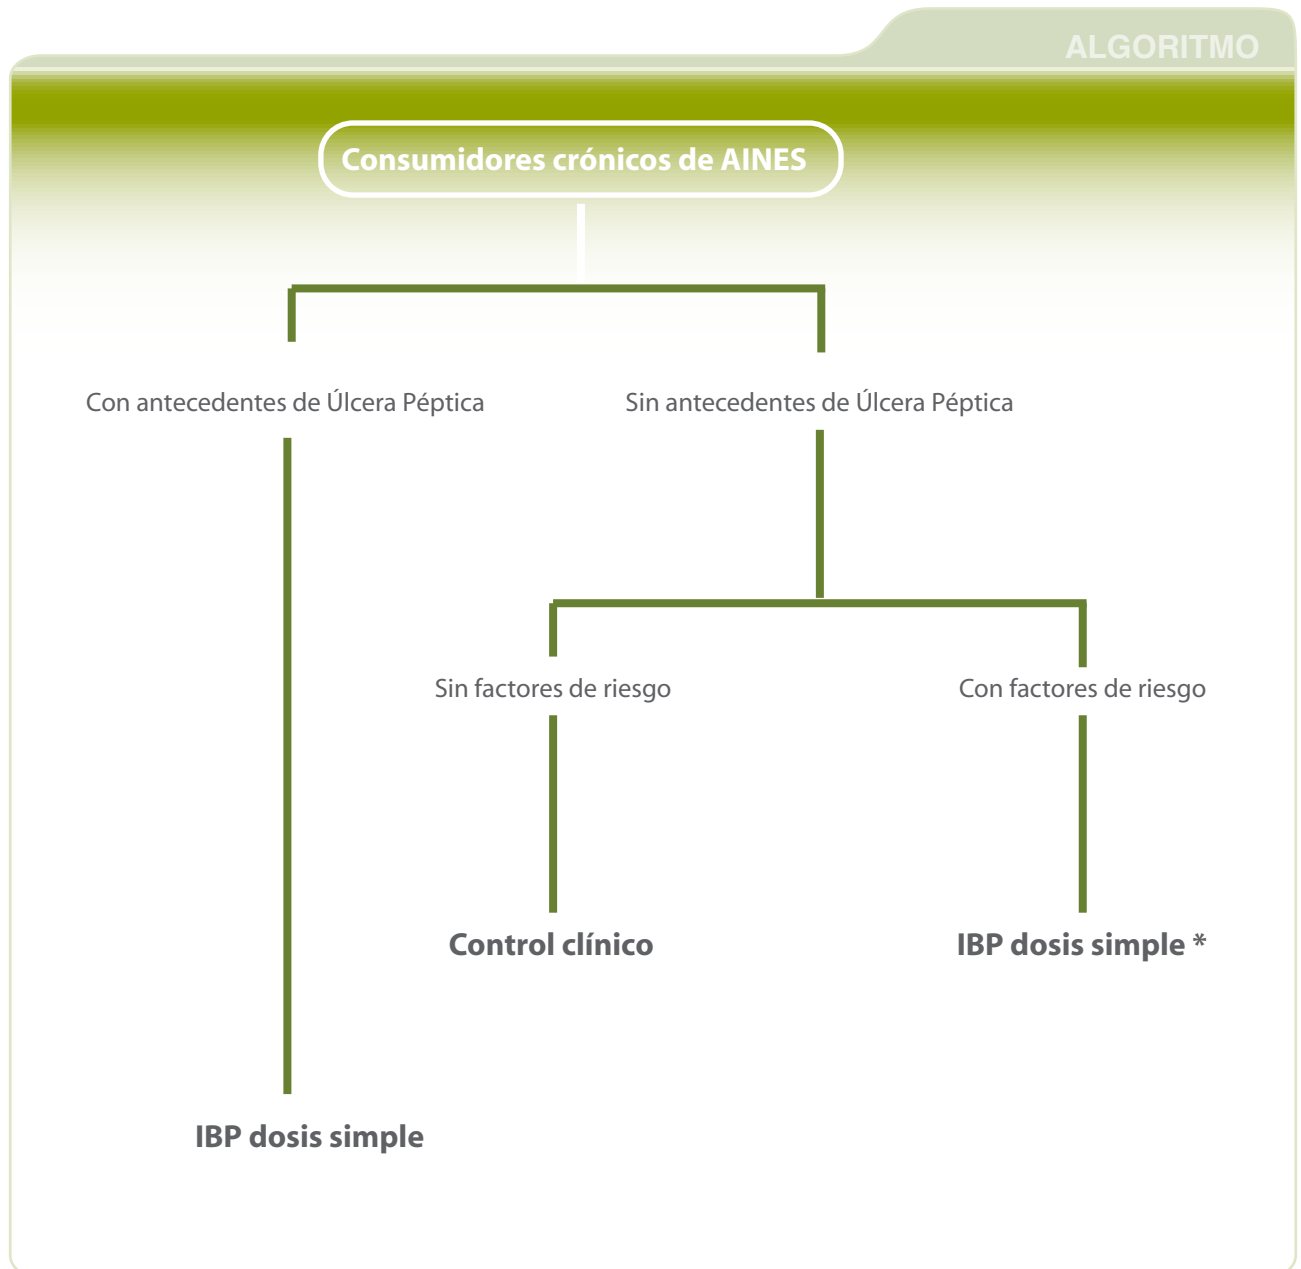 ALGORITMO
Consumidores crónicos de AINES
Con antecedentes de Úlcera Péptica
Sin antecedentes de Úlcera Péptica
Sin factores de riesgo
Con factores de riesgo
Control clínico
IBP dosis simple *
IBP dosis simple